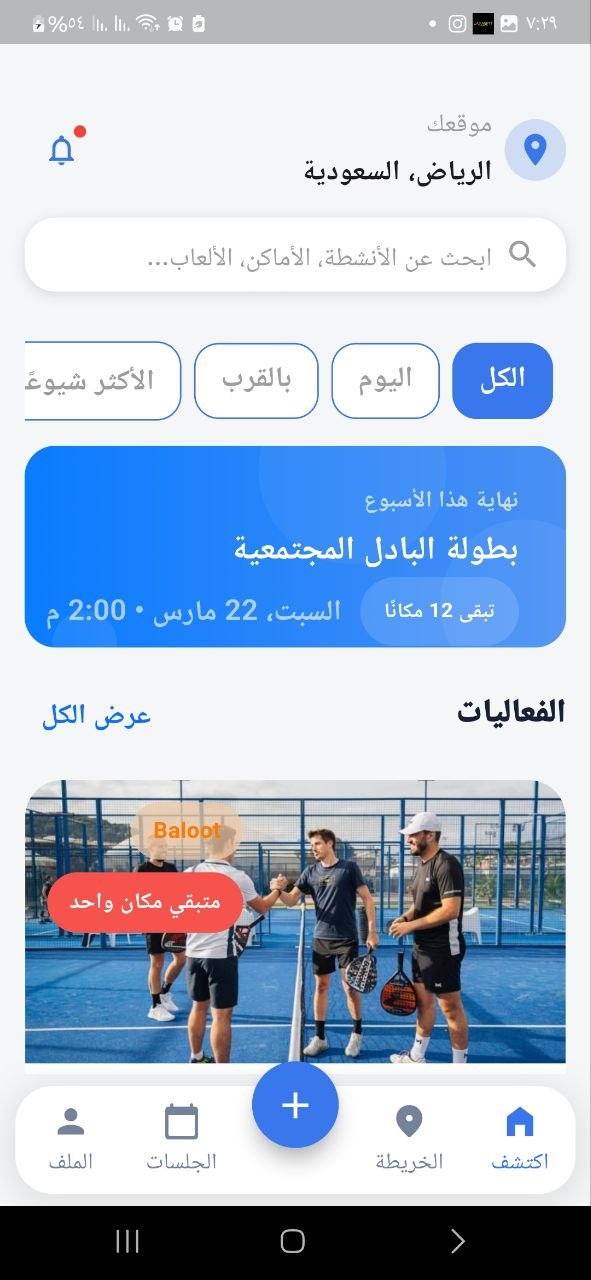 ٧:٢٩
%٥٤
موقعك
الرياض، السعودية
ابحث عن الأنشطة، الأماكن، الألعاب...
الكل
اليوم
بالقرب
الأكثر شيوعًا
نهاية هذا الأسبوع
بطولة البادل المجتمعية
تبقى 12 مكانًا
السبت، 22 مارس • 2:00 م
الفعاليات
عرض الكل
Baloot
متبقي مكان واحد
اكتشف
الخريطة
+
الجلسات
الملف